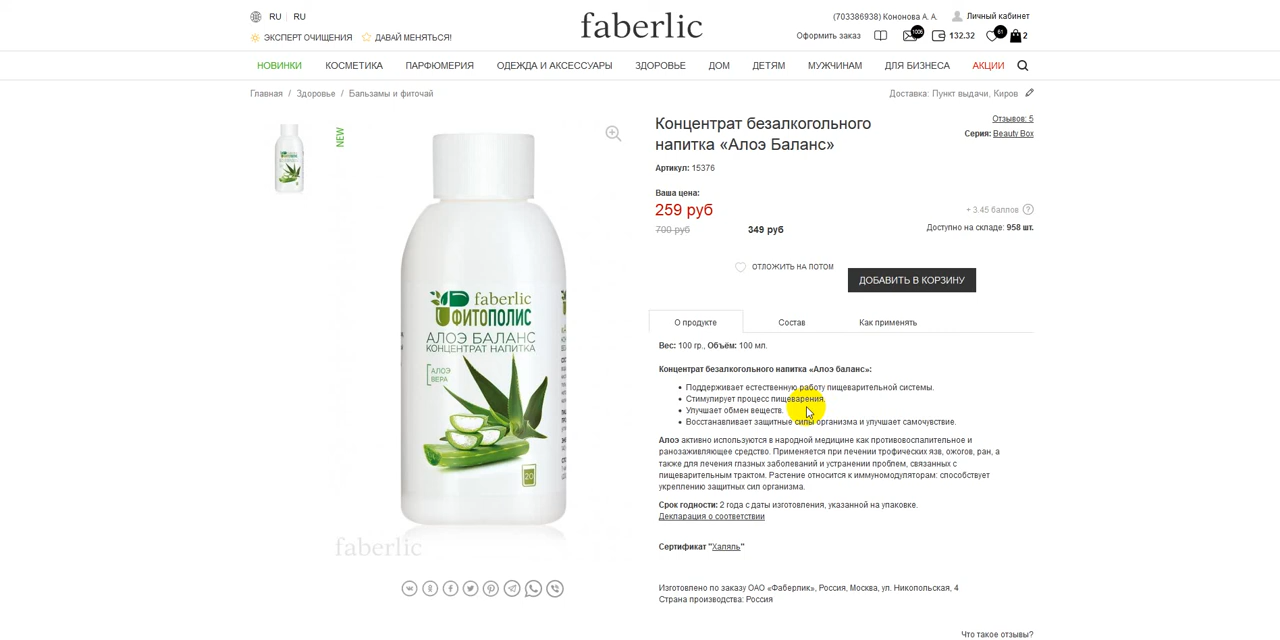 RU | RU
faberlic
(703386938) Кононова А. А.
Личный кабинет
ЭКСПЕРТ ОЧИЩЕНИЯ
ДАВАЙ МЕНЯТЬСЯ!
Оформить заказ
1006
132.32
61
2
НОВИНКИ
КОСМЕТИКА
ПАРФЮМЕРИЯ
ОДЕЖДА И АКСЕССУАРЫ
ЗДОРОВЬЕ
ДОМ
ДЕТЯМ
МУЖЧИНАМ
ДЛЯ БИЗНЕСА
АКЦИИ
Главная / Здоровье / Бальзамы и фиточай
Доставка: Пункт выдачи, Киров
NEW
faberlic
ФИТОПОЛИС
АЛОЭ БАЛАНС
КОНЦЕНТРАТ НАПИТКА
АЛОЭ
ВЕРА
20
faberlic
Концентрат безалкогольного
напитка «Алоэ Баланс»
Отзывов: 5
Серия: Beauty Box
Артикул: 15376
Ваша цена:
259 руб
+ 3.45 баллов ?
700 руб
349 руб
Доступно на складе: 958 шт.
ОТЛОЖИТЬ НА ПОТОМ
ДОБАВИТЬ В КОРЗИНУ
О продукте
Состав
Как применять
Вес: 100 гр., Объём: 100 мл.
Концентрат безалкогольного напитка «Алоэ баланс»:
Поддерживает естественную работу пищеварительной системы.
Стимулирует процесс пищеварения.
Улучшает обмен веществ.
Восстанавливает защитные силы организма и улучшает самочувствие.
Алоэ активно используются в народной медицине как противовоспалительное и
ранозаживляющее средство. Применяется при лечении трофических язв, ожогов, ран, а
также для лечения глазных заболеваний и устранении проблем, связанных с
пищеварительным трактом. Растение относится к иммуномодуляторам: способствует
укреплению защитных сил организма.
Срок годности: 2 года с даты изготовления, указанной на упаковке.
Декларация о соответствии
Сертификат "Халяль"
Изготовлено по заказу ОАО «Фаберлик», Россия, Москва, ул. Никопольская, 4
Страна производства: Россия
Что такое отзывы?